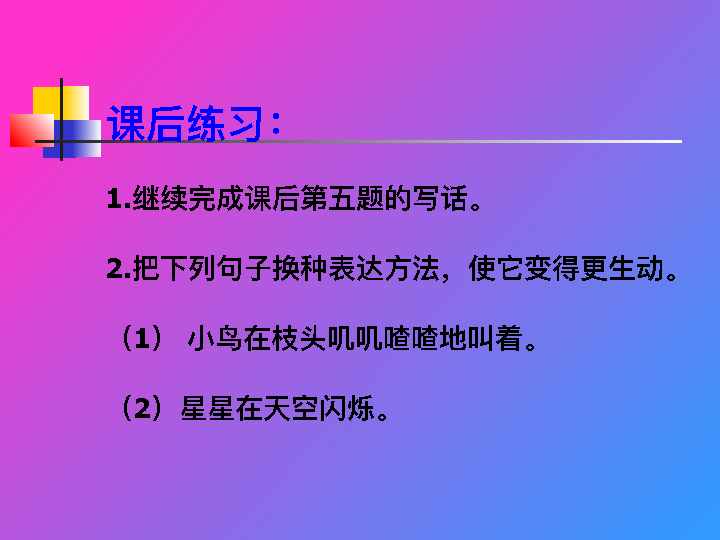 课后练习：
1.继续完成课后第五题的写话。
2.把下列句子换种表达方法，使它变得更生动。
（1） 小鸟在枝头叽叽喳喳地叫着。
（2）星星在天空闪烁。